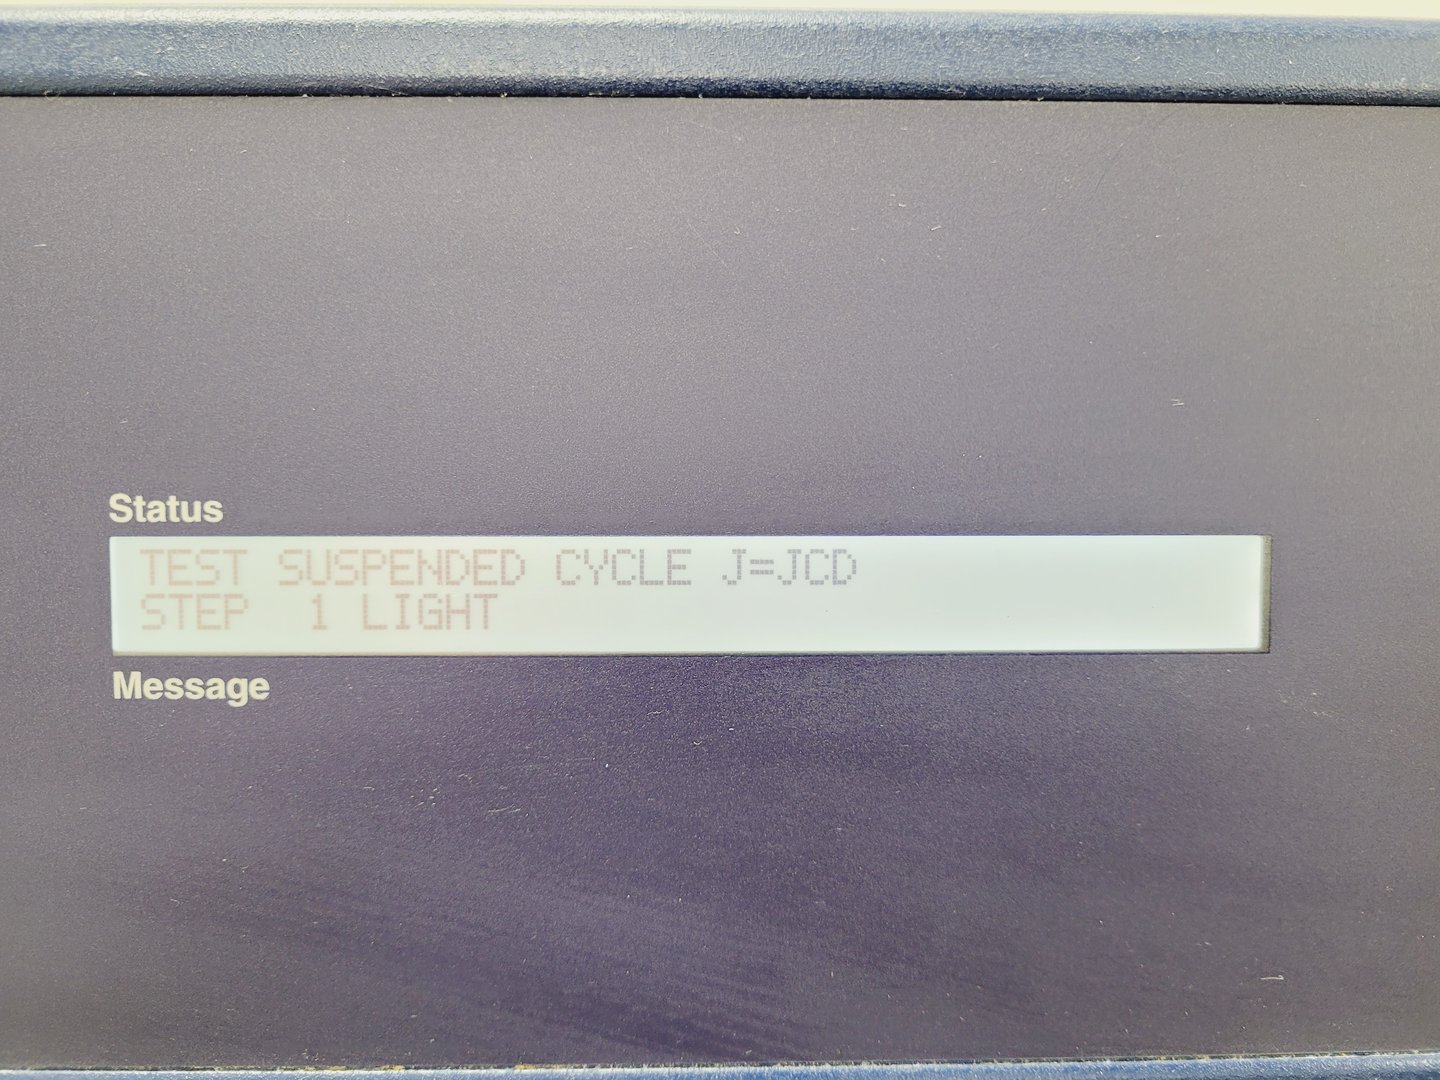 Status
TEST SUSPENDED CYCLE J=JCD
STEP  1 LIGHT
Message